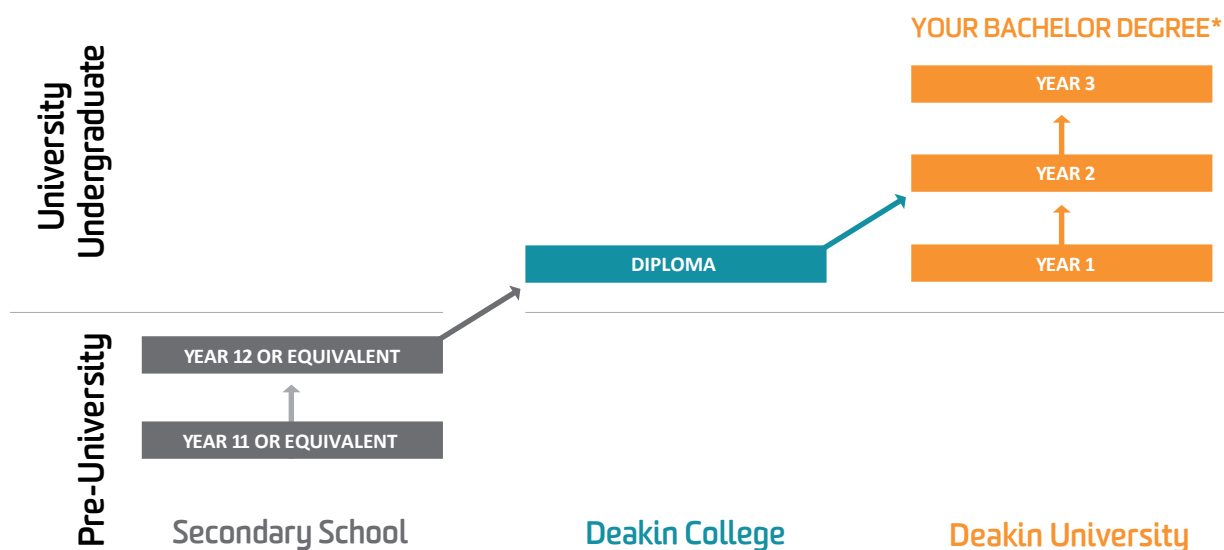 YOUR BACHELOR DEGREE*
University
Undergraduate
YEAR 3
YEAR 2
DIPLOMA
YEAR 1
Pre-University
YEAR 12 OR EQUIVALENT
YEAR 11 OR EQUIVALENT
Secondary School
Deakin College
Deakin University